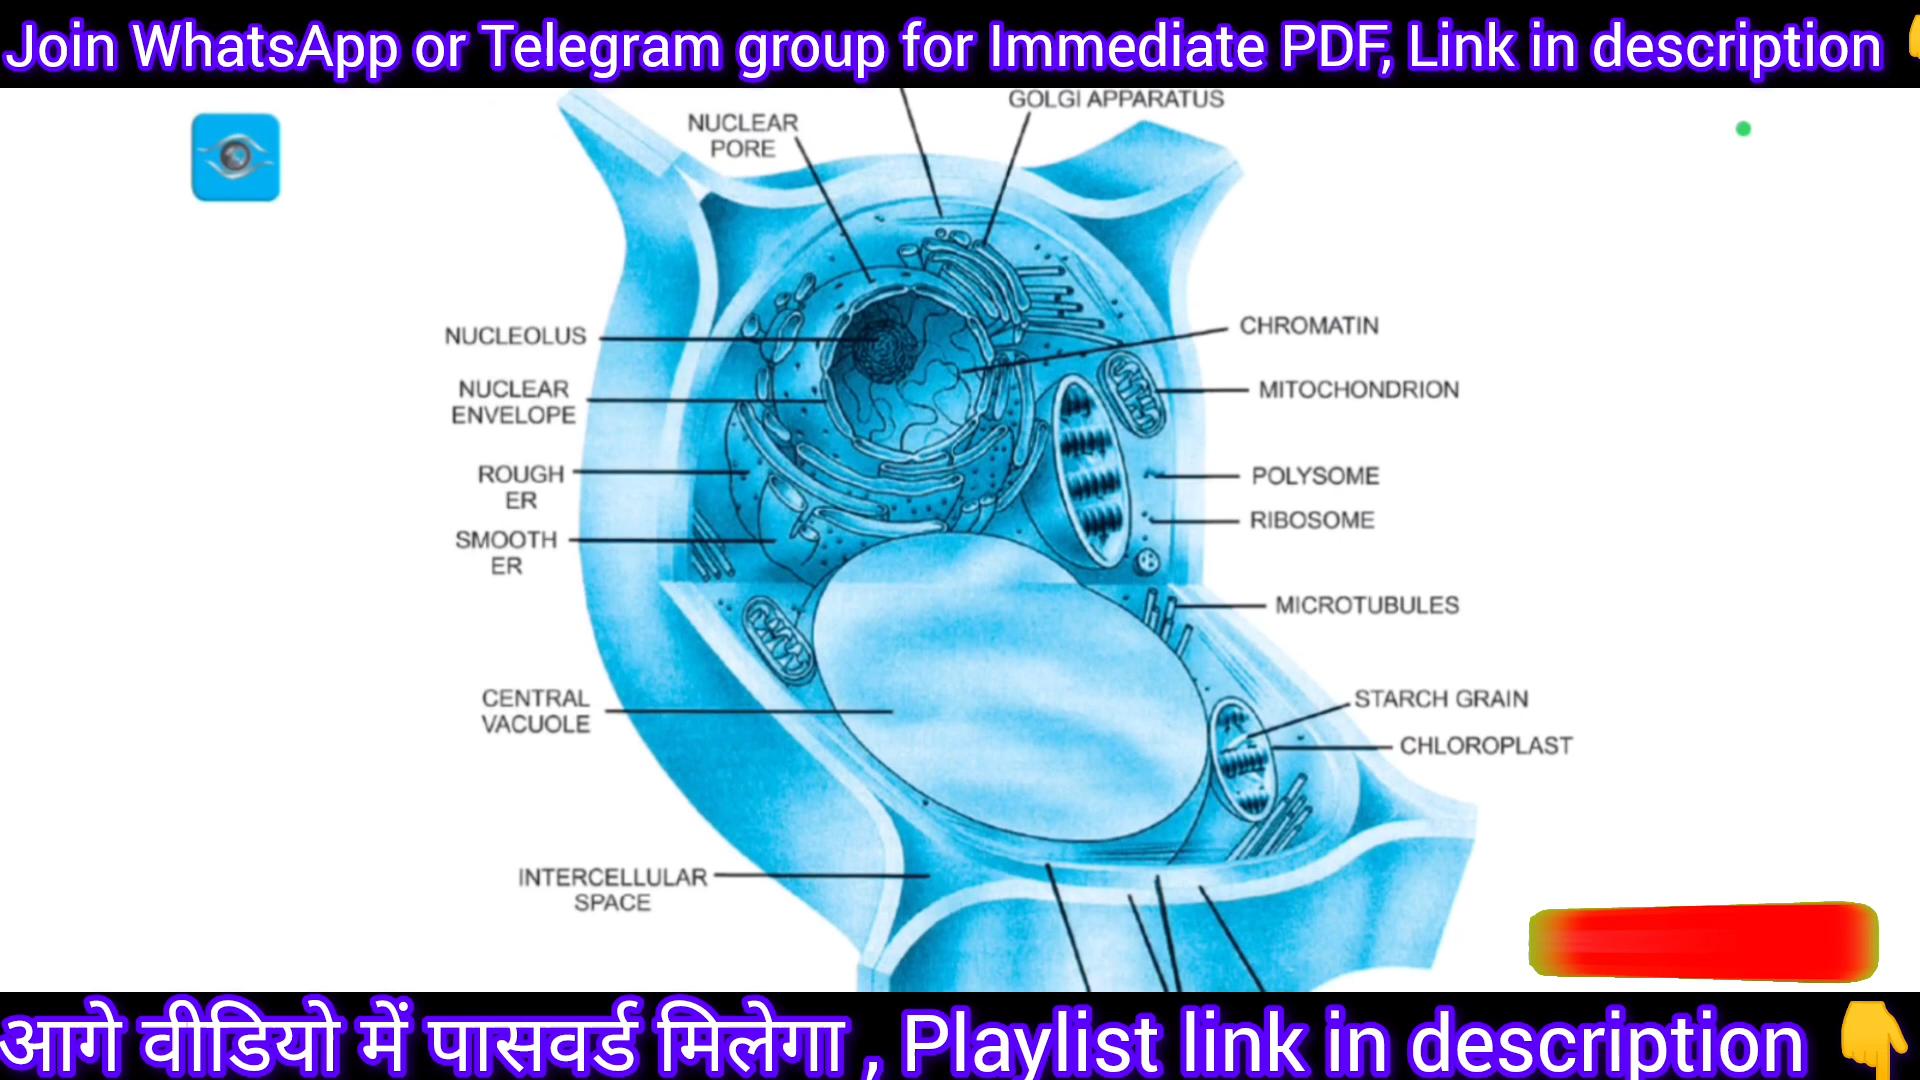 Join WhatsApp or Telegram group for Immediate PDF, Link in description
GOLGI APPARATUS
NUCLEAR
PORE
NUCLEOLUS
CHROMATIN
NUCLEAR
ENVELOPE
MITOCHONDRION
ROUGH
ER
POLYSOME
RIBOSOME
SMOOTH
ER
MICROTUBULES
CENTRAL
VACUOLE
STARCH GRAIN
CHLOROPLAST
INTERCELLULAR
SPACE
आगे वीडियो में पासवर्ड मिलेगा , Playlist link in description